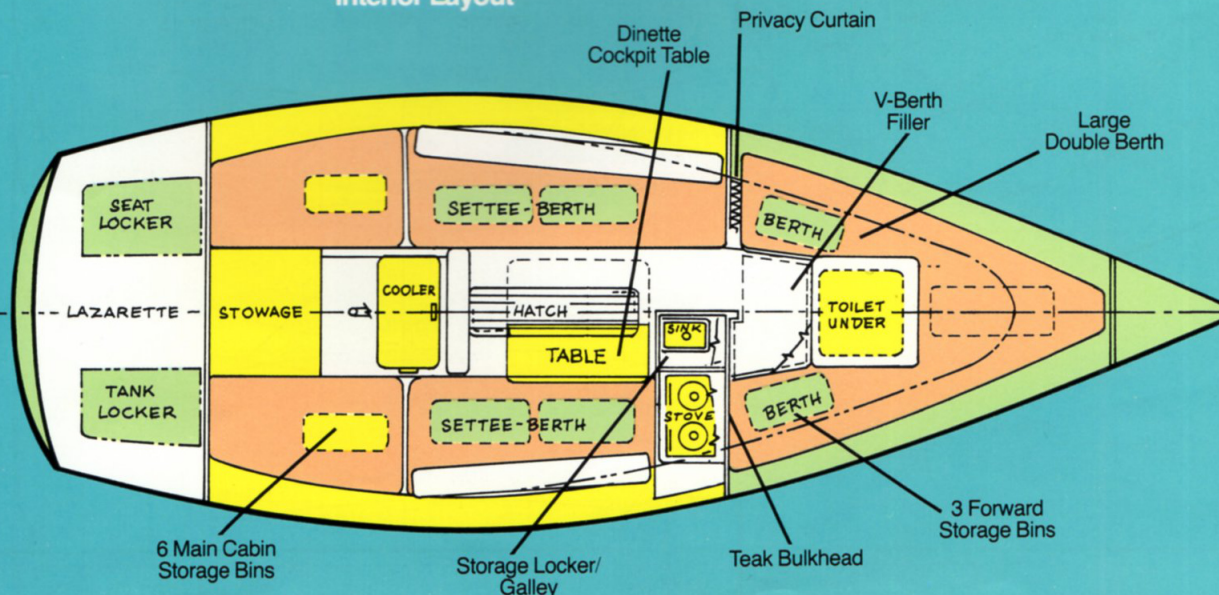 Interior Layout
Privacy Curtain
Dinette
Cockpit Table
V-Berth
Filler
Large
Double Berth
SEAT
LOCKER
SETTEE-BERTH
BERTH
COOLER
LAZARETTE
STOWAGE
HATCH
TOILET
UNDER
SINK
TABLE
TANK
LOCKER
SETTEE-BERTH
STOVE
BERTH
6 Main Cabin
Storage Bins
Storage Locker/
Galley
Teak Bulkhead
3 Forward
Storage Bins